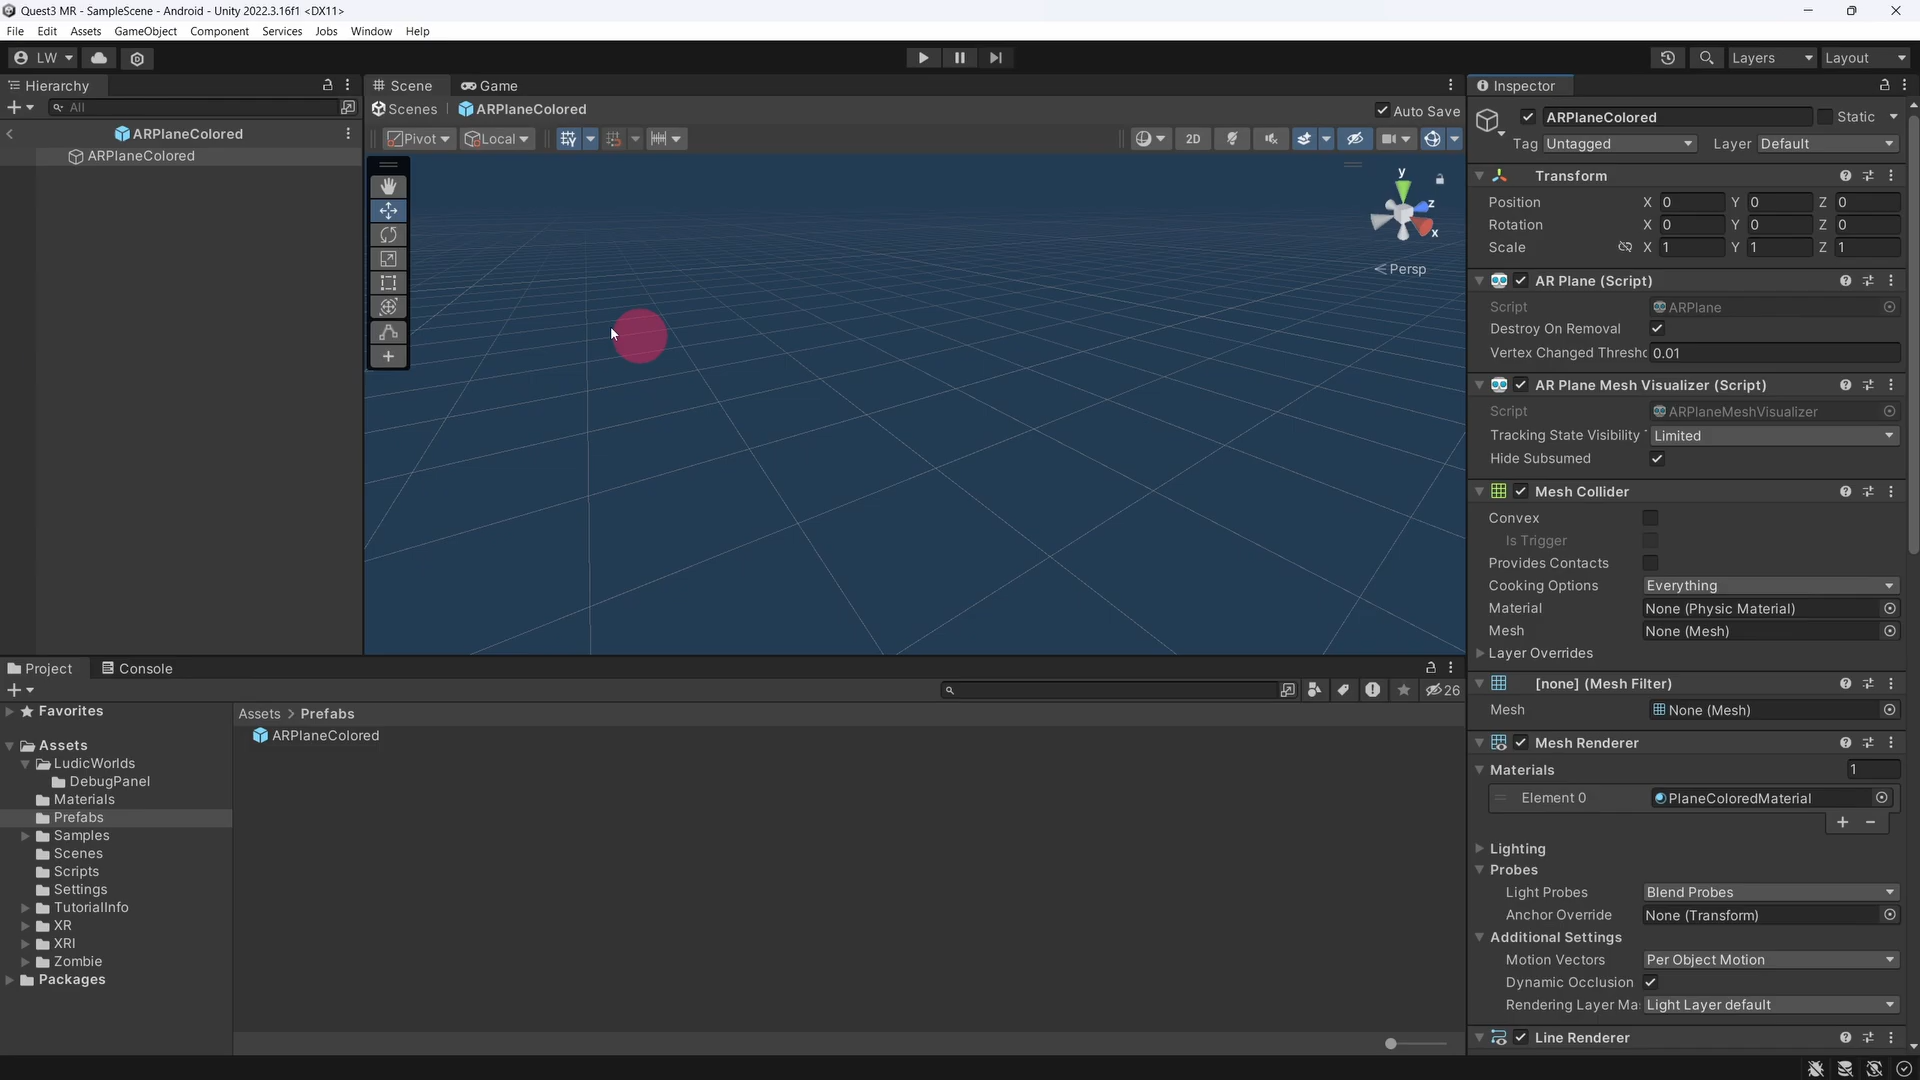 Quest3 MR - SampleScene - Android - Unity 2022.3.16f1 <DX11>
File Edit Assets GameObject Component Services Jobs Window Help
LW Layers Layout
Hierarchy
All
ARPlaneColored
ARPlaneColored
Scene Game
Scenes ARPlaneColored Auto Save
Pivot Local 2D
y
z
x
Persp
Project Console
26
Favorites
Assets
LudicWorlds
DebugPanel
Materials
Prefabs
Samples
Scenes
Scripts
Settings
TutorialInfo
XR
XRI
Zombie
Packages
Assets > Prefabs
ARPlaneColored
Inspector
ARPlaneColored Static
Tag Untagged Layer Default
Transform
Position X 0 Y 0 Z 0
Rotation X 0 Y 0 Z 0
Scale X 1 Y 1 Z 1
AR Plane (Script)
Script ARPlane
Destroy On Removal
Vertex Changed Thresho 0.01
AR Plane Mesh Visualizer (Script)
Script ARPlaneMeshVisualizer
Tracking State Visibility Limited
Hide Subsumed
Mesh Collider
Convex
Is Trigger
Provides Contacts
Cooking Options Everything
Material None (Physic Material)
Mesh None (Mesh)
Layer Overrides
[none] (Mesh Filter)
Mesh None (Mesh)
Mesh Renderer
Materials 1
Element 0 PlaneColoredMaterial
+ −
Lighting
Probes
Light Probes Blend Probes
Anchor Override None (Transform)
Additional Settings
Motion Vectors Per Object Motion
Dynamic Occlusion
Rendering Layer Ma Light Layer default
Line Renderer